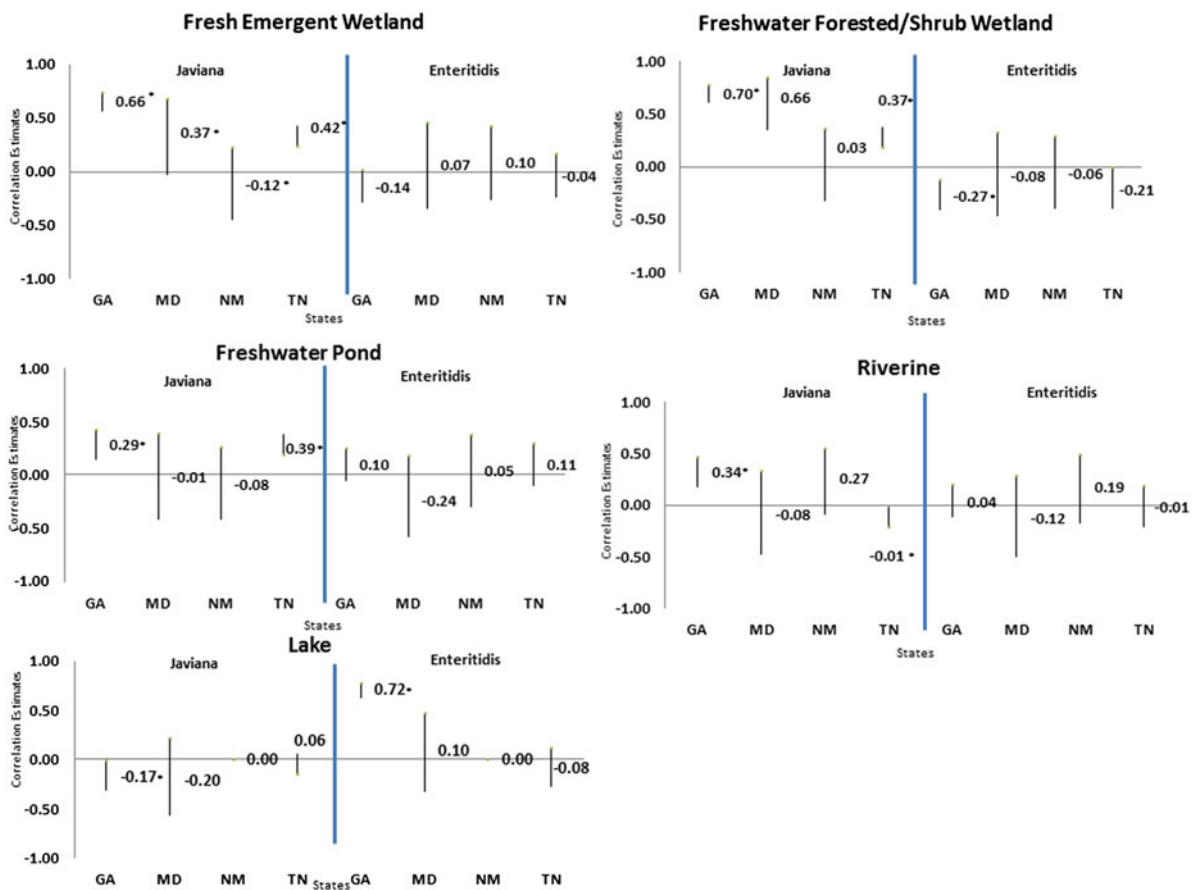 Fresh Emergent Wetland
Javiana Enteritidis
Correlation Estimates
1.00
0.50
0.00
-0.50
-1.00
0.66*
0.37*
-0.12*
0.42*
-0.14
0.07
0.10
-0.04
GA MD NM TN GA MD NM TN
States
Freshwater Forested/Shrub Wetland
Javiana Enteritidis
Correlation Estimates
1.00
0.50
0.00
-0.50
-1.00
0.70*
0.66
0.03
0.37*
-0.27*
-0.08
-0.06
-0.21
GA MD NM TN GA MD NM TN
States
Freshwater Pond
Javiana Enteritidis
Correlation Estimates
1.00
0.50
0.00
-0.50
-1.00
0.29*
-0.01
-0.08
0.39*
0.10
-0.24
0.05
0.11
GA MD NM TN GA MD NM TN
States
Riverine
Javiana Enteritidis
Correlation Estimates
1.00
0.50
0.00
-0.50
-1.00
0.34*
-0.08
0.27
-0.01*
0.04
-0.12
0.19
-0.01
GA MD NM TN GA MD NM TN
States
Lake
Javiana Enteritidis
Correlation Estimates
1.00
0.50
0.00
-0.50
-1.00
-0.17*
-0.20
0.00
0.06
0.72*
0.10
0.00
-0.08
GA MD NM TN GA MD NM TN
States